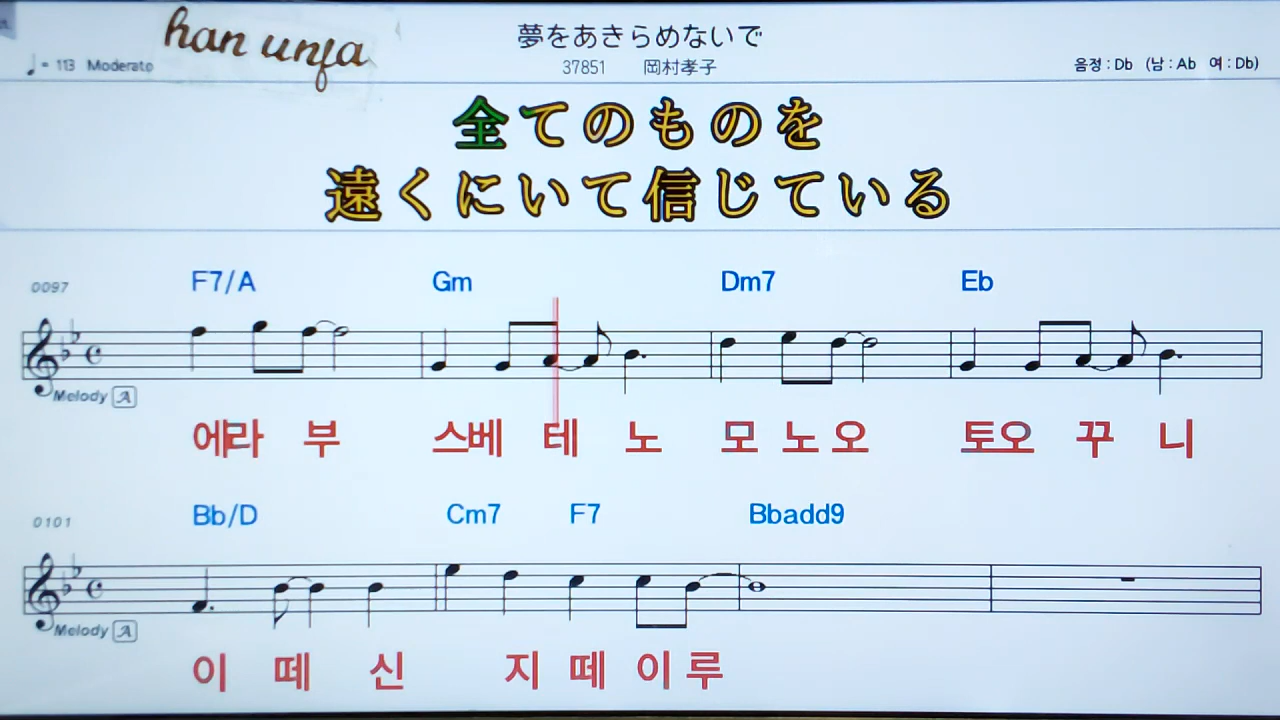 han unja
夢をあきらめないで
♩= 113 Moderato
37851 岡村孝子
음정 : Db (남 : Ab 여 : Db)
全てのものを
遠くにいて信じている
0097
F7/A Gm Dm7 Eb
Melody A
에라 부 스베 테 노 모 노 오 토오 꾸 니
0101
Bb/D Cm7 F7 Bbadd9
Melody A
이 떼 신 지 떼 이 루